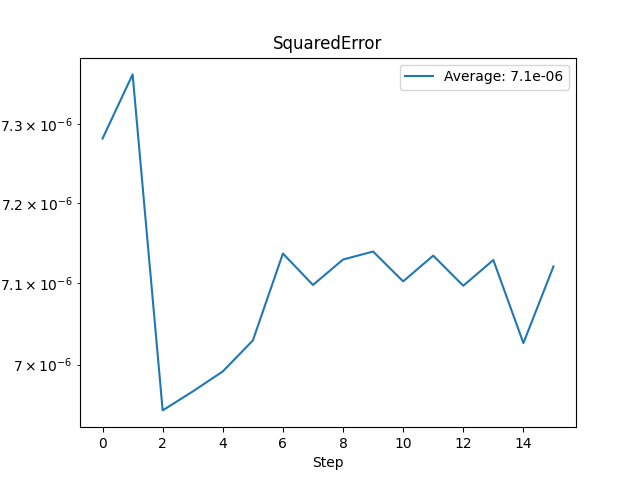 SquaredError
Average: 7.1e-06
7.3 × 10⁻⁶
7.2 × 10⁻⁶
7.1 × 10⁻⁶
7 × 10⁻⁶
0 2 4 6 8 10 12 14
Step